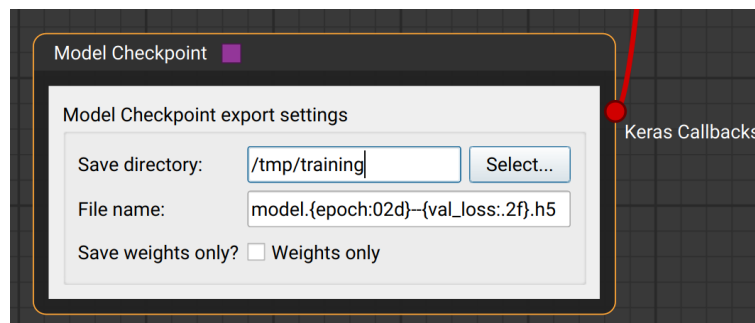 Model Checkpoint
Model Checkpoint export settings
Save directory: /tmp/training Select...
File name: model.{epoch:02d}--{val_loss:.2f}.h5
Save weights only? Weights only
Keras Callbacks